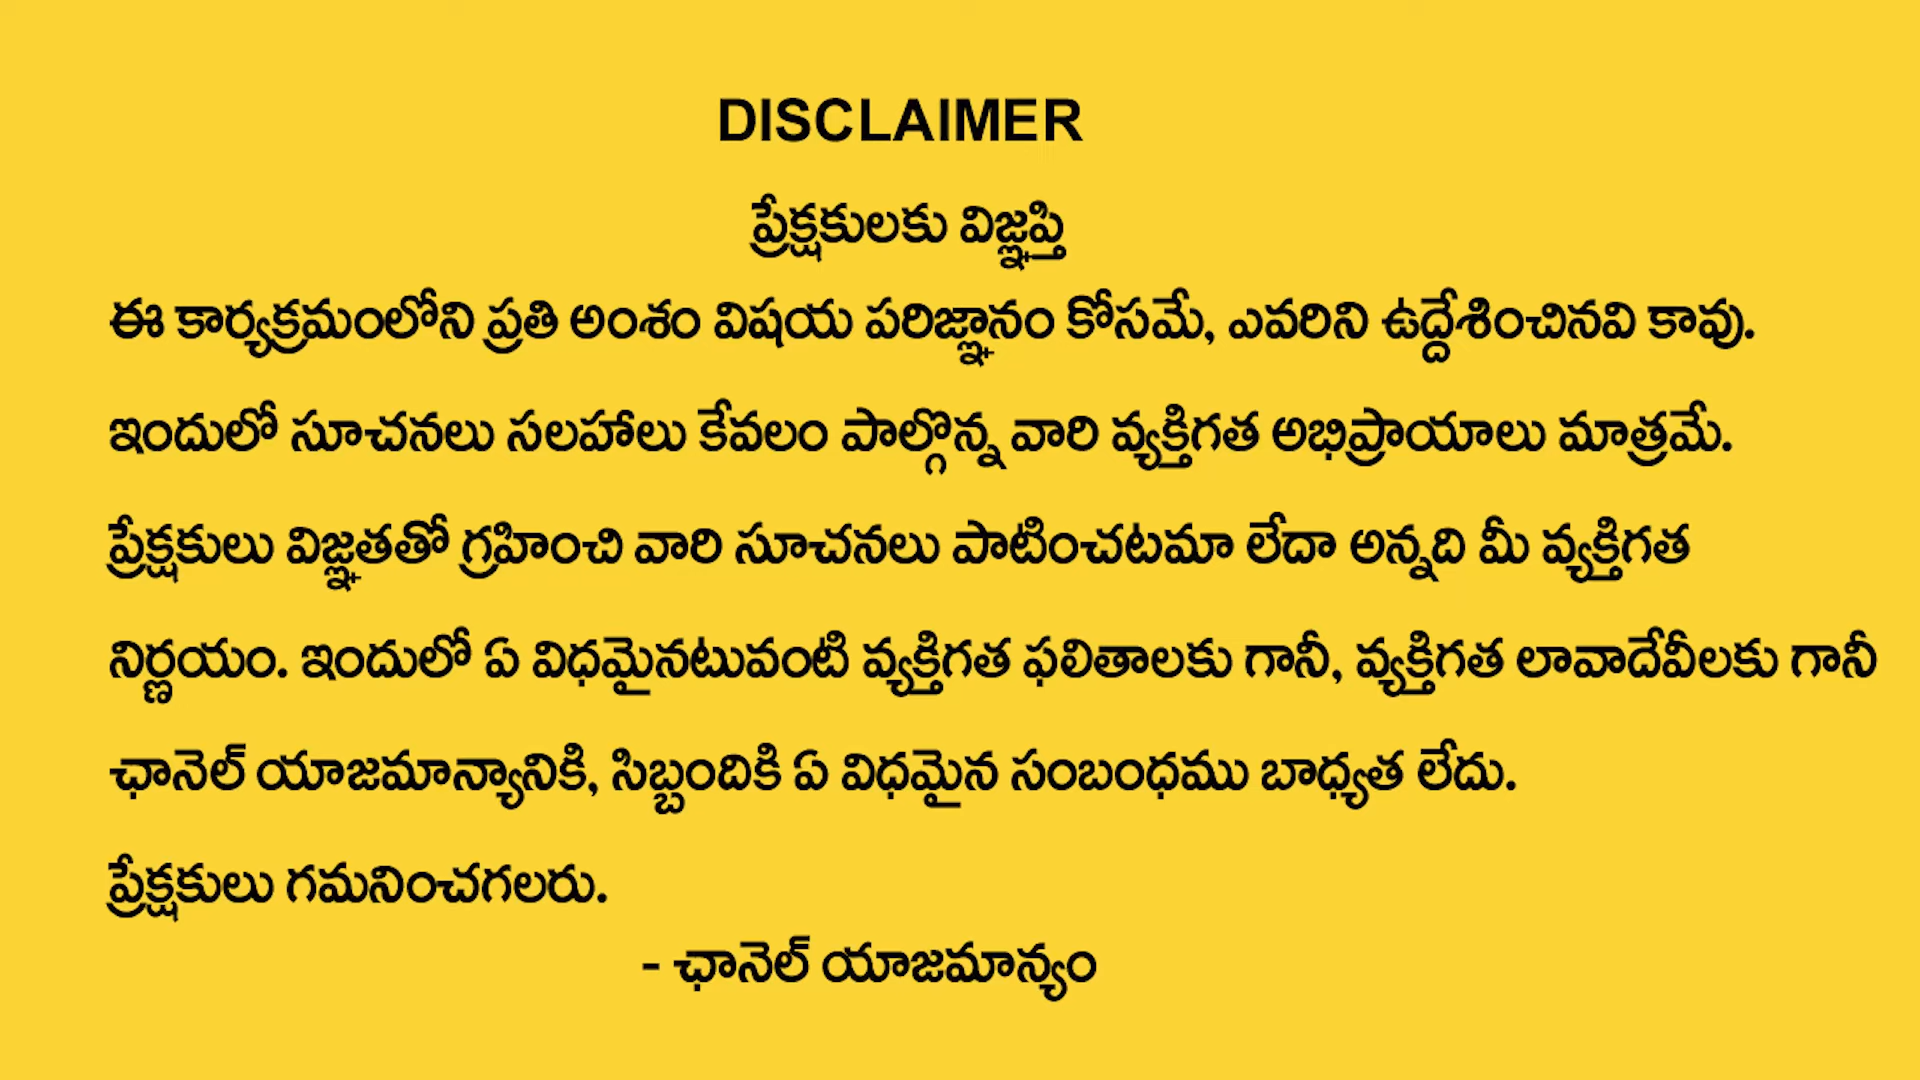 DISCLAIMER
ప్రేక్షకులకు విజ్ఞప్తి
ఈ కార్యక్రమంలోని ప్రతి అంశం విషయ పరిజ్ఞానం కోసమే, ఎవరిని ఉద్దేశించినవి కావు.
ఇందులో సూచనలు సలహాలు కేవలం పాల్గొన్న వారి వ్యక్తిగత అభిప్రాయాలు మాత్రమే.
ప్రేక్షకులు విజ్ఞతతో గ్రహించి వారి సూచనలు పాటించటమా లేదా అన్నది మీ వ్యక్తిగత
నిర్ణయం. ఇందులో ఏ విధమైనటువంటి వ్యక్తిగత ఫలితాలకు గానీ, వ్యక్తిగత లావాదేవీలకు గానీ
ఛానెల్ యాజమాన్యానికి, సిబ్బందికి ఏ విధమైన సంబంధము బాధ్యత లేదు.
ప్రేక్షకులు గమనించగలరు.
- ఛానెల్ యాజమాన్యం